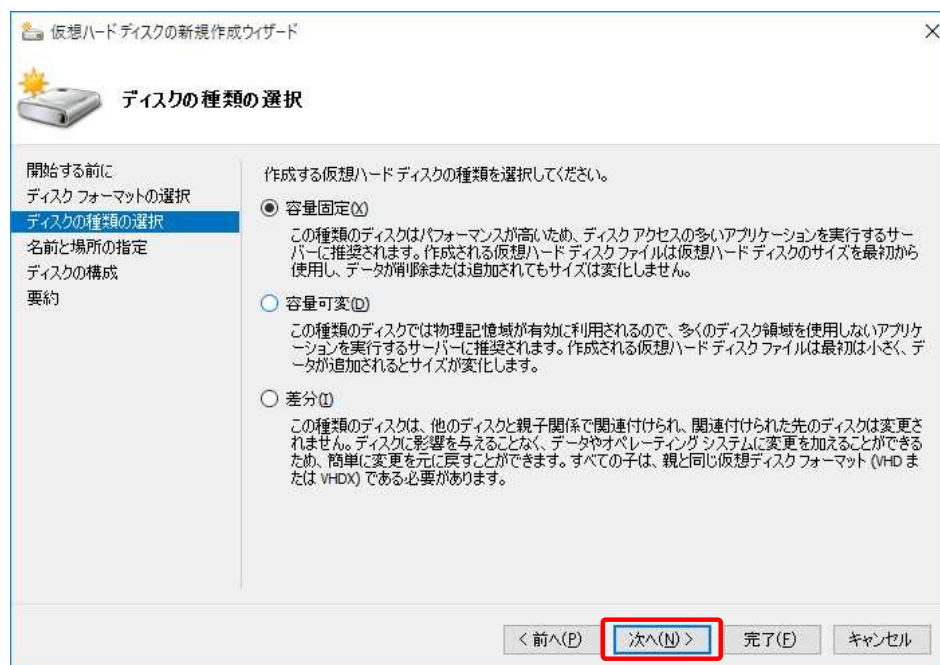 仮想ハード ディスクの新規作成ウィザード
ディスクの種類の選択
開始する前に
ディスク フォーマットの選択
ディスクの種類の選択
名前と場所の指定
ディスクの構成
要約
作成する仮想ハード ディスクの種類を選択してください。
容量固定(X)
この種類のディスクはパフォーマンスが高いため、ディスク アクセスの多いアプリケーションを実行するサー
バーに推奨されます。作成される仮想ハード ディスク ファイルは仮想ハード ディスクのサイズを最初から
使用し、データが削除または追加されてもサイズは変化しません。
容量可変(D)
この種類のディスクでは物理記憶域が有効に利用されるので、多くのディスク領域を使用しないアプリケ
ーションを実行するサーバーに推奨されます。作成される仮想ハード ディスク ファイルは最初は小さく、デ
ータが追加されるとサイズが変化します。
差分(I)
この種類のディスクは、他のディスクと親子関係で関連付けられ、関連付けられた先のディスクは変更さ
れません。ディスクに影響を与えることなく、データやオペレーティング システムに変更を加えることができる
ため、簡単に変更を元に戻すことができます。すべての子は、親と同じ仮想ディスク フォーマット (VHD ま
たは VHDX) である必要があります。
< 前へ(P)
次へ(N) >
完了(F)
キャンセル